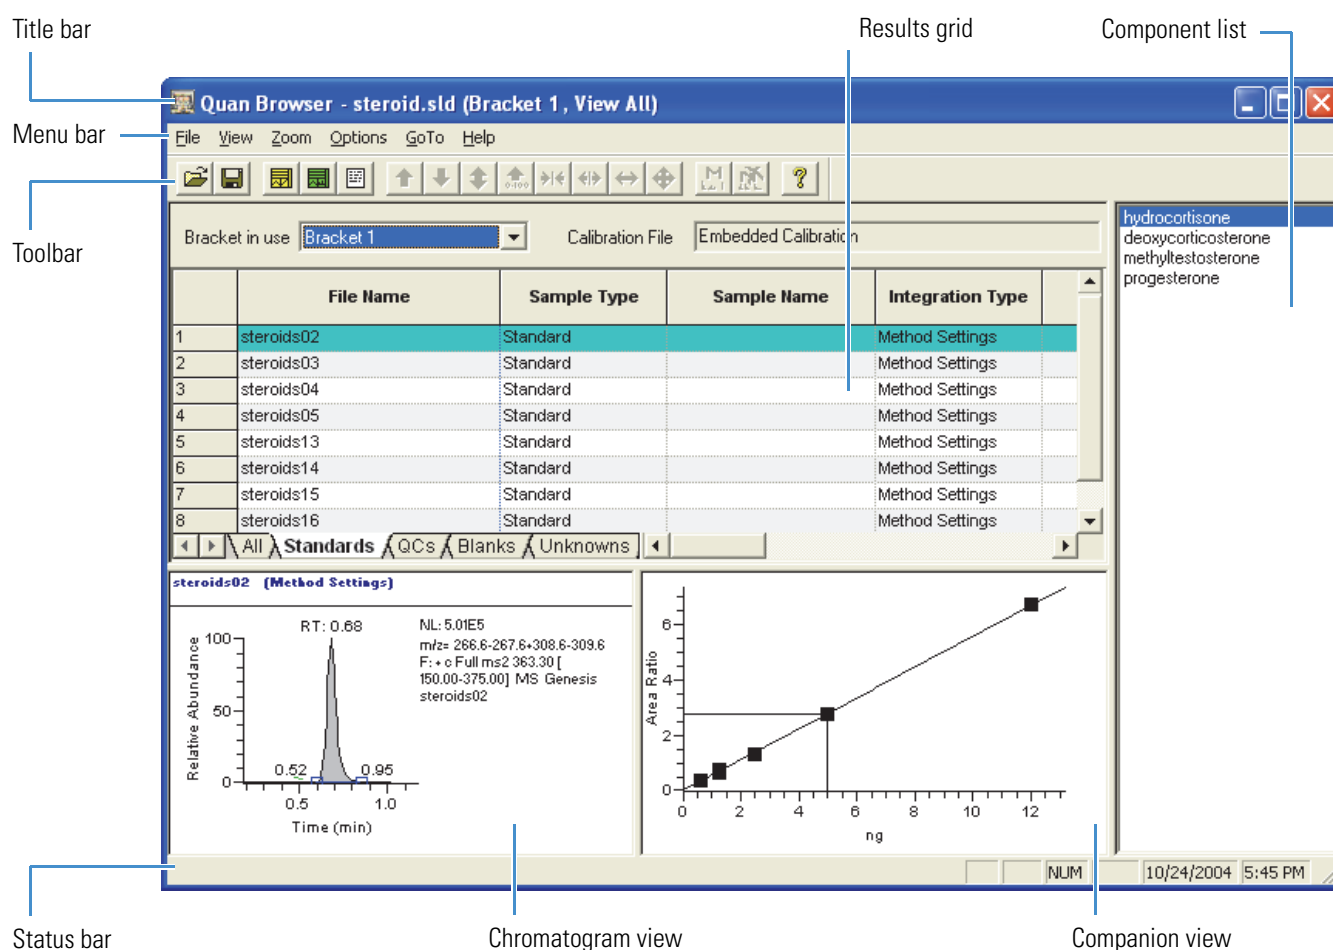 Title bar
Results grid
Component list
Quan Browser - steroid.sld (Bracket 1, View All)
Menu bar
File View Zoom Options GoTo Help
Toolbar
Bracket in use Bracket 1 Calibration File Embedded Calibration
hydrocortisone
deoxycorticosterone
methyltestosterone
progesterone
File Name Sample Type Sample Name Integration Type
1 steroids02 Standard Method Settings
2 steroids03 Standard Method Settings
3 steroids04 Standard Method Settings
4 steroids05 Standard Method Settings
5 steroids13 Standard Method Settings
6 steroids14 Standard Method Settings
7 steroids15 Standard Method Settings
8 steroids16 Standard Method Settings
All Standards QCs Blanks Unknowns
steroids02 (Method Settings)
RT: 0.68
NL: 5.01E5
m/z= 266.6-267.6+308.6-309.6
F: + c Full ms2 363.30 [
150.00-375.00] MS Genesis
steroids02
Relative Abundance
100
50
0
0.52 0.95
0.5 1.0
Time (min)
Area Ratio
6
4
2
0
0 2 4 6 8 10 12
ng
NUM 10/24/2004 5:45 PM
Status bar
Chromatogram view
Companion view